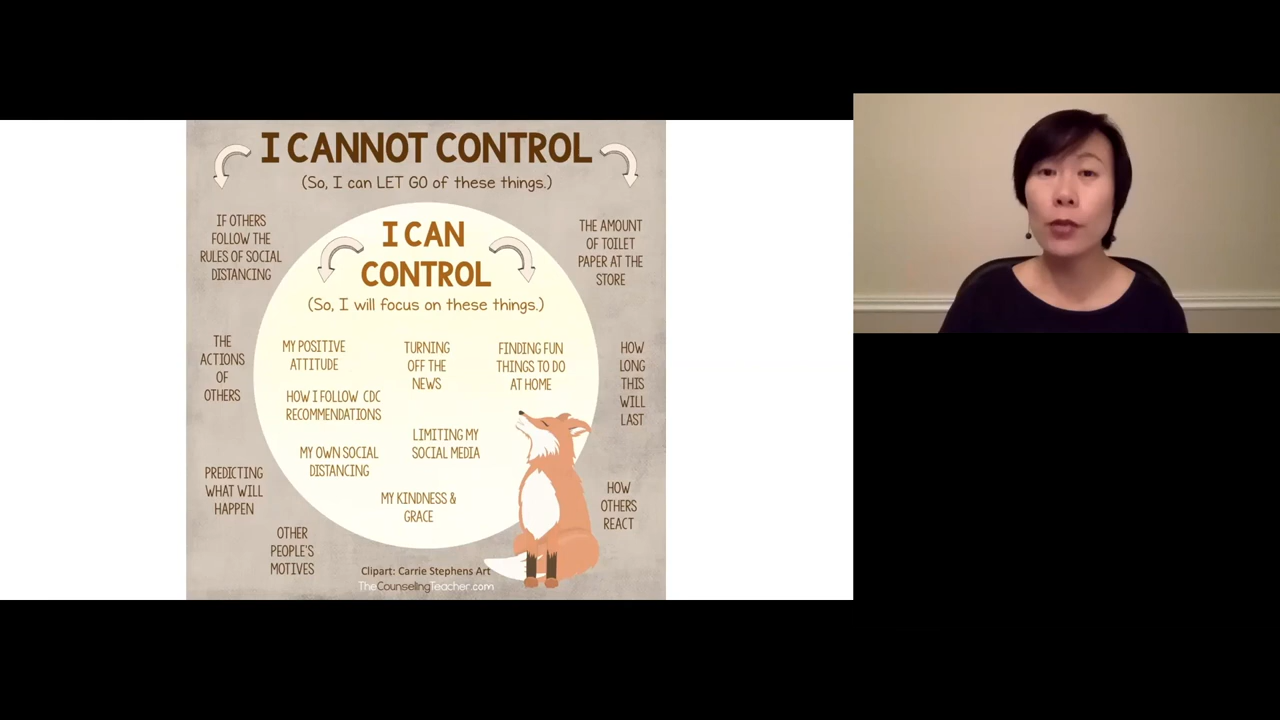 I CANNOT CONTROL
(So, I can LET GO of these things.)
IF OTHERS
FOLLOW THE
RULES OF SOCIAL
DISTANCING
THE AMOUNT
OF TOILET
PAPER AT THE
STORE
I CAN
CONTROL
(So, I will focus on these things.)
THE
ACTIONS
OF
OTHERS
MY POSITIVE
ATTITUDE
TURNING
OFF THE
NEWS
FINDING FUN
THINGS TO DO
AT HOME
HOW
LONG
THIS
WILL
LAST
HOW I FOLLOW CDC
RECOMMENDATIONS
LIMITING MY
SOCIAL MEDIA
MY OWN SOCIAL
DISTANCING
PREDICTING
WHAT WILL
HAPPEN
MY KINDNESS &
GRACE
HOW
OTHERS
REACT
OTHER
PEOPLE'S
MOTIVES
Clipart: Carrie Stephens Art
TheCounselingTeacher.com